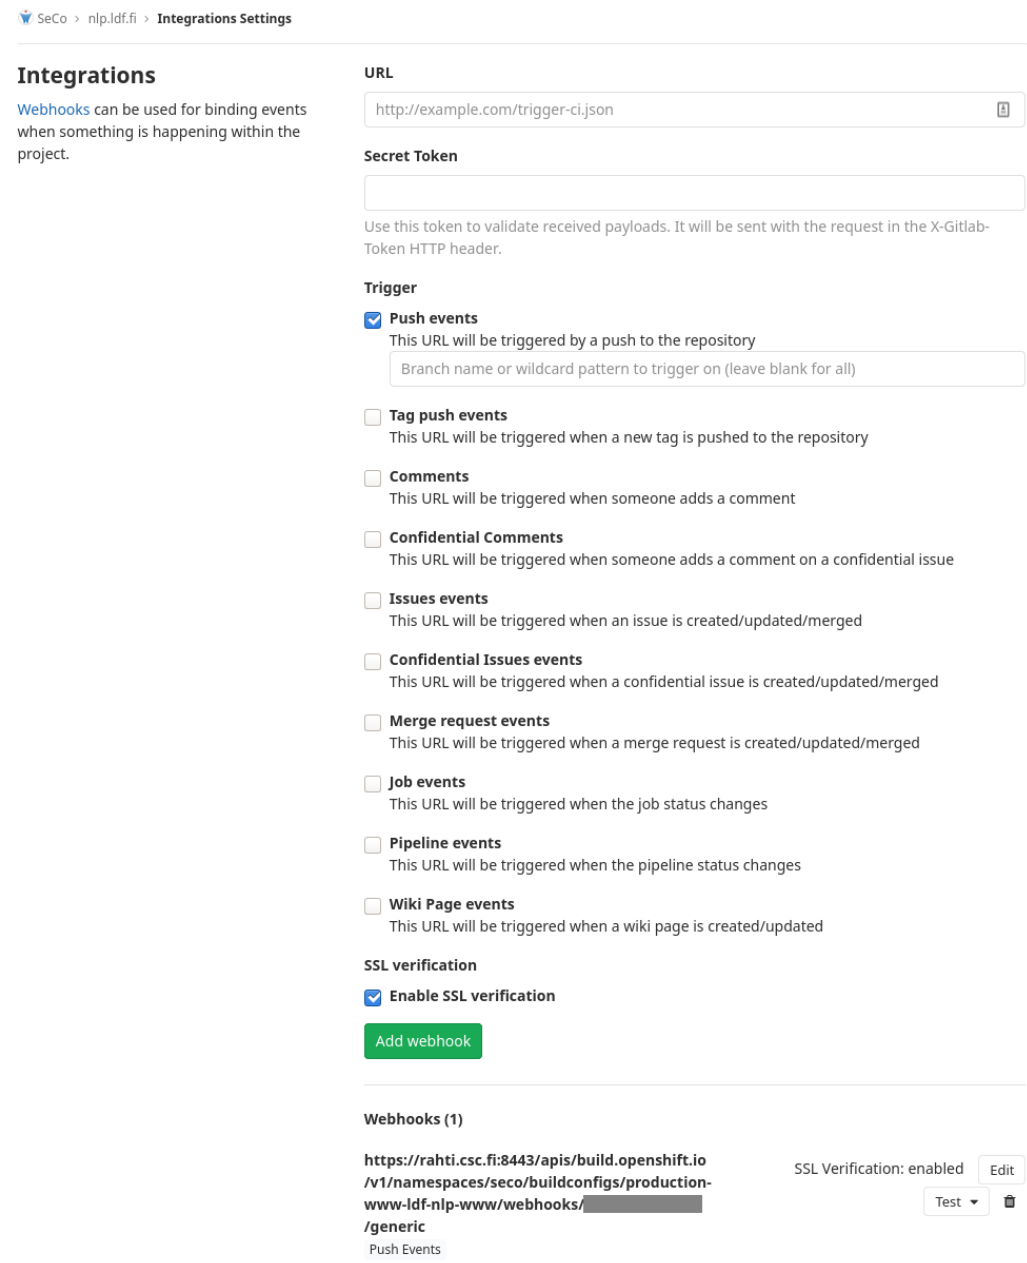 SeCo > nlp.ldf.fi > Integrations Settings
Integrations
Webhooks can be used for binding events
when something is happening within the
project.
URL
http://example.com/trigger-ci.json
Secret Token
Use this token to validate received payloads. It will be sent with the request in the X-Gitlab-
Token HTTP header.
Trigger
Push events
This URL will be triggered by a push to the repository
Branch name or wildcard pattern to trigger on (leave blank for all)
Tag push events
This URL will be triggered when a new tag is pushed to the repository
Comments
This URL will be triggered when someone adds a comment
Confidential Comments
This URL will be triggered when someone adds a comment on a confidential issue
Issues events
This URL will be triggered when an issue is created/updated/merged
Confidential Issues events
This URL will be triggered when a confidential issue is created/updated/merged
Merge request events
This URL will be triggered when a merge request is created/updated/merged
Job events
This URL will be triggered when the job status changes
Pipeline events
This URL will be triggered when the pipeline status changes
Wiki Page events
This URL will be triggered when a wiki page is created/updated
SSL verification
Enable SSL verification
Add webhook
Webhooks (1)
https://rahti.csc.fi:8443/apis/build.openshift.io
/v1/namespaces/seco/buildconfigs/production-
www-ldf-nlp-www/webhooks/
/generic
Push Events
SSL Verification: enabled Edit
Test